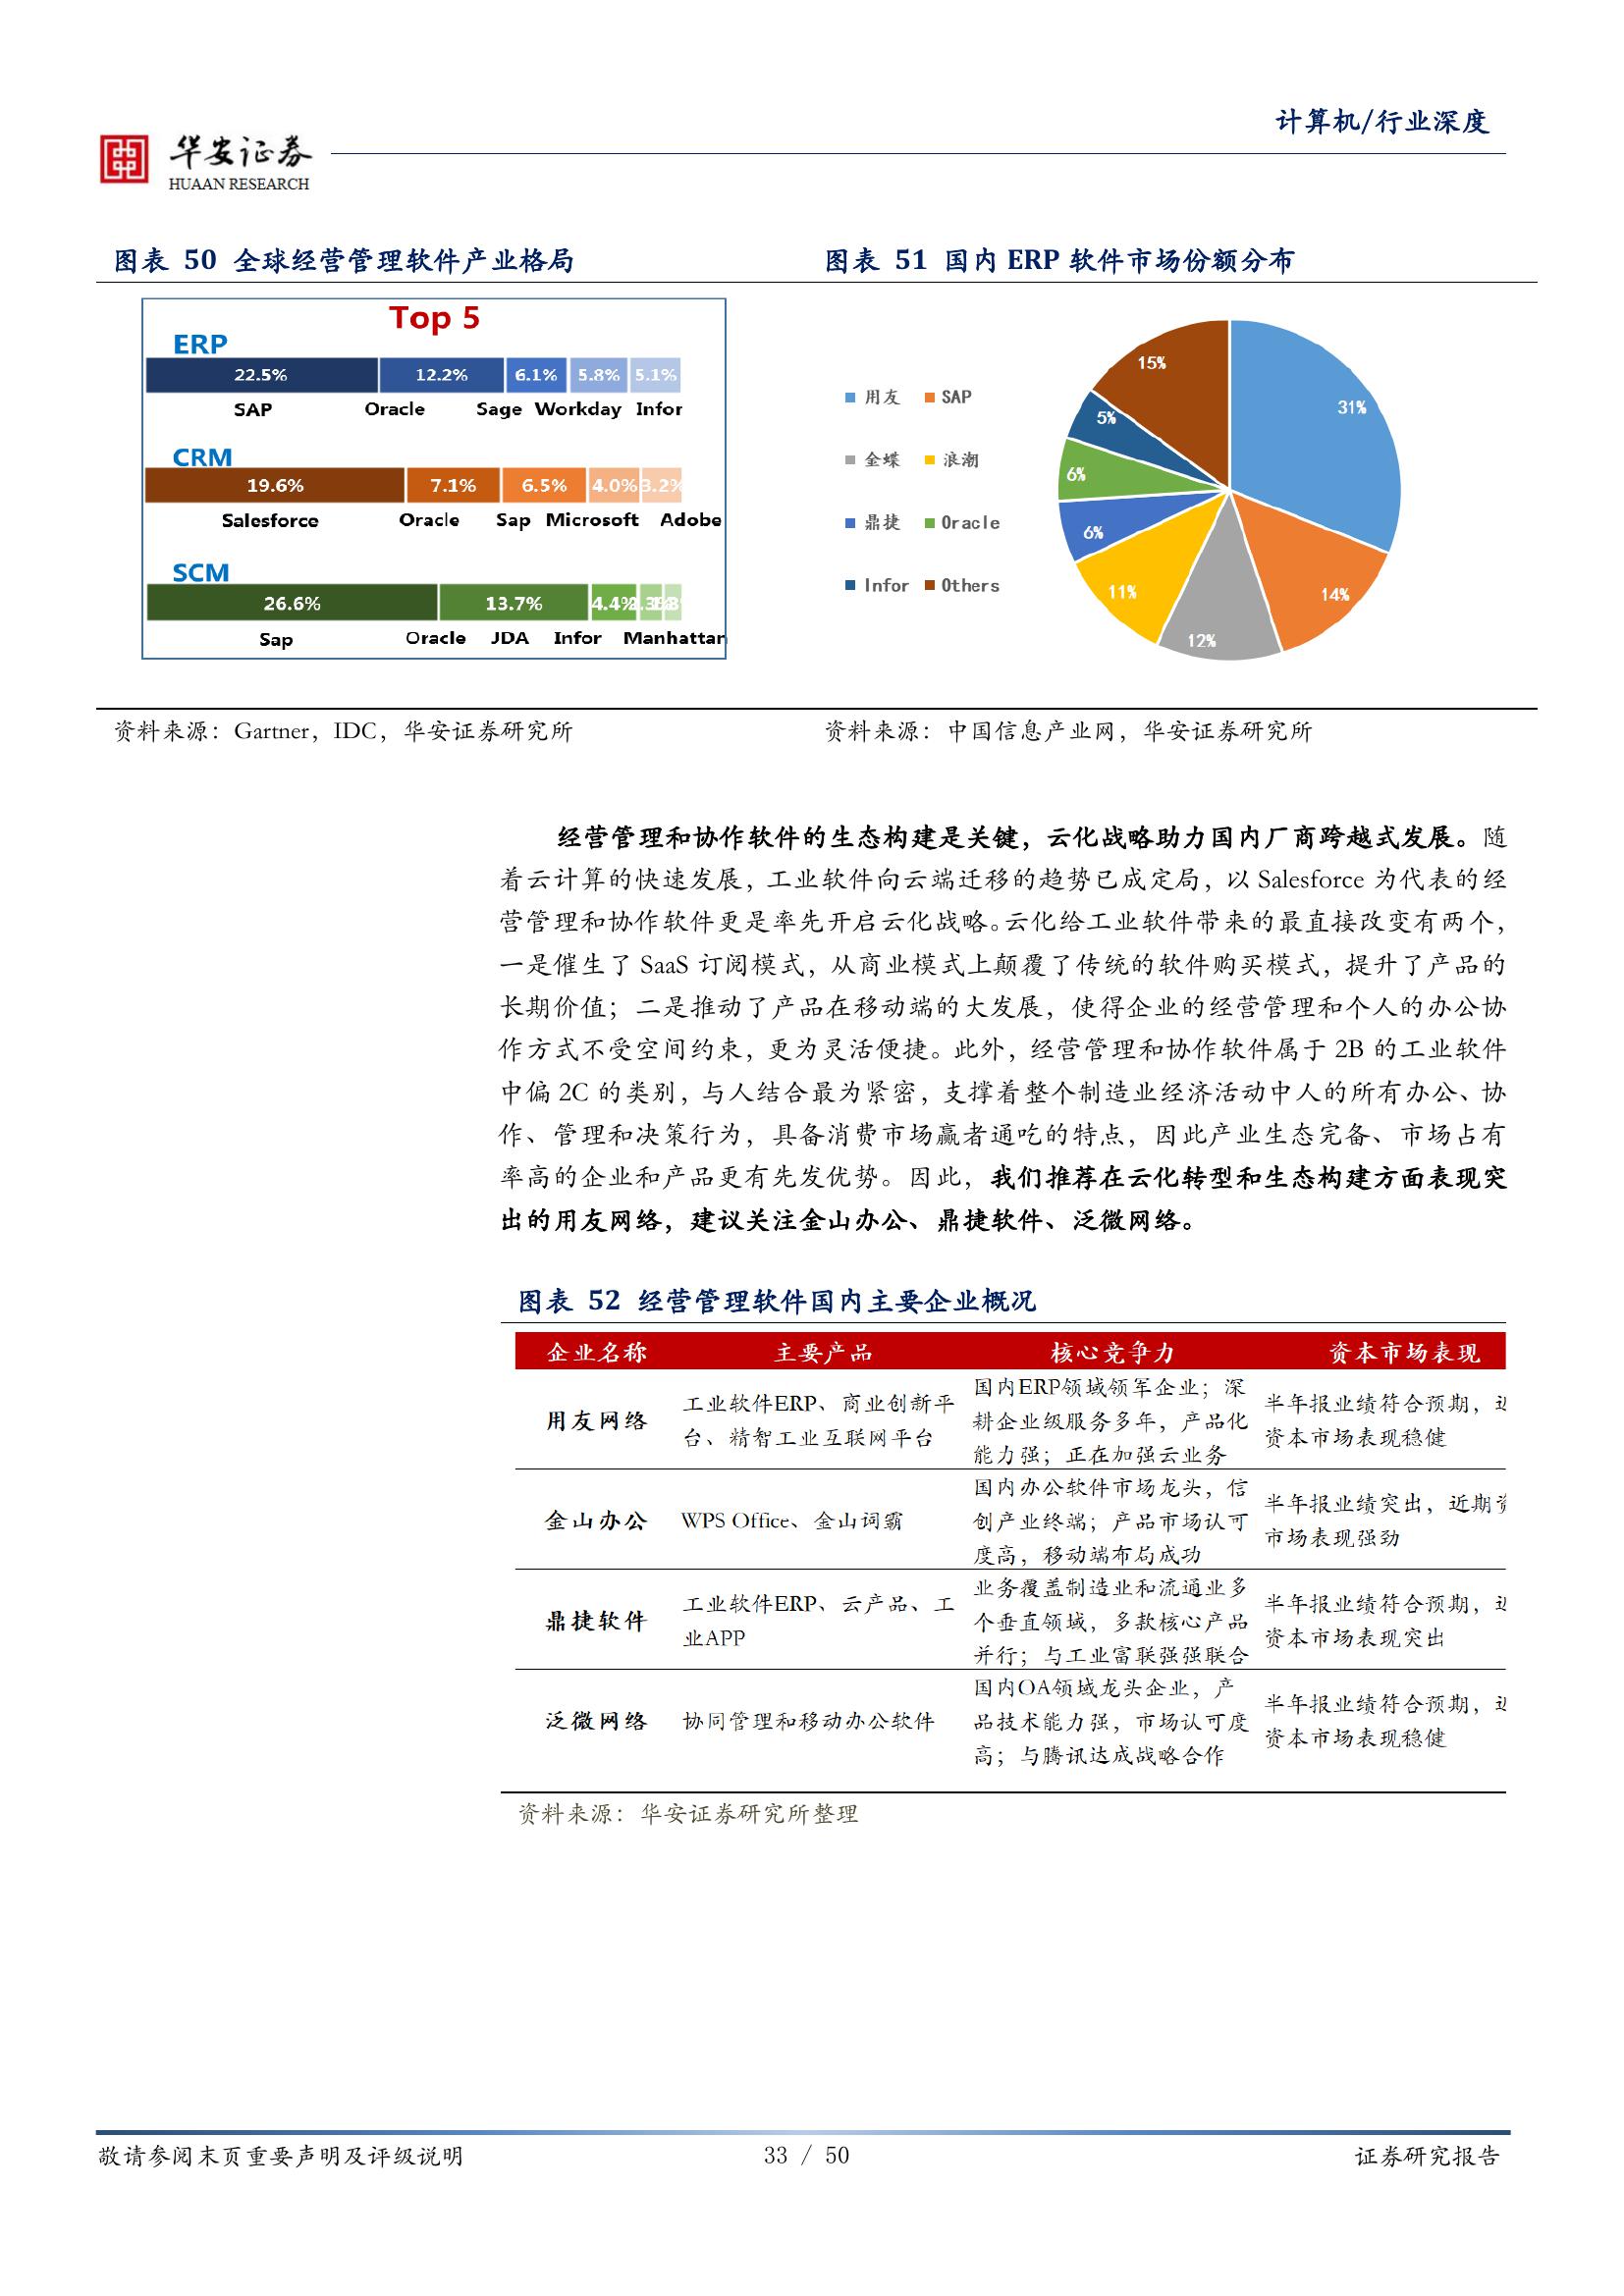 计算机/行业深度
华安证券
HUAAN RESEARCH
图表 50 全球经营管理软件产业格局
Top 5
ERP
22.5% 12.2% 6.1% 5.8% 5.1%
SAP Oracle Sage Workday Infor
CRM
19.6% 7.1% 6.5% 4.0% 3.2%
Salesforce Oracle Sap Microsoft Adobe
SCM
26.6% 13.7% 4.4%
Sap Oracle JDA Infor Manhattan
资料来源：Gartner，IDC，华安证券研究所
图表 51 国内 ERP 软件市场份额分布
用友 SAP
金蝶 浪潮
鼎捷 Oracle
Infor Others
31%
14%
12%
11%
6%
6%
5%
15%
资料来源：中国信息产业网，华安证券研究所
经营管理和协作软件的生态构建是关键，云化战略助力国内厂商跨越式发展。随
着云计算的快速发展，工业软件向云端迁移的趋势已成定局，以 Salesforce 为代表的经
营管理和协作软件更是率先开启云化战略。云化给工业软件带来的最直接改变有两个，
一是催生了 SaaS 订阅模式，从商业模式上颠覆了传统的软件购买模式，提升了产品的
长期价值；二是推动了产品在移动端的大发展，使得企业的经营管理和个人的办公协
作方式不受空间约束，更为灵活便捷。此外，经营管理和协作软件属于 2B 的工业软件
中偏 2C 的类别，与人结合最为紧密，支撑着整个制造业经济活动中人的所有办公、协
作、管理和决策行为，具备消费市场赢者通吃的特点，因此产业生态完备、市场占有
率高的企业和产品更有先发优势。因此，我们推荐在云化转型和生态构建方面表现突
出的用友网络，建议关注金山办公、鼎捷软件、泛微网络。
图表 52 经营管理软件国内主要企业概况
企业名称 主要产品 核心竞争力 资本市场表现
用友网络
工业软件ERP、商业创新平
台、精智工业互联网平台
国内ERP领域领军企业；深
耕企业级服务多年，产品化
能力强；正在加强云业务
半年报业绩符合预期，
资本市场表现稳健
金山办公
WPS Office、金山词霸
国内办公软件市场龙头，信
创产业终端；产品市场认可
度高，移动端布局成功
半年报业绩突出，近期
市场表现强劲
鼎捷软件
工业软件ERP、云产品、工
业APP
业务覆盖制造业和流通业多
个垂直领域，多款核心产品
并行；与工业富联强强联合
半年报业绩符合预期，
资本市场表现突出
泛微网络
协同管理和移动办公软件
国内OA领域龙头企业，产
品技术能力强，市场认可度
高；与腾讯达成战略合作
半年报业绩符合预期，
资本市场表现稳健
资料来源：华安证券研究所整理
敬请参阅末页重要声明及评级说明 33 / 50 证券研究报告